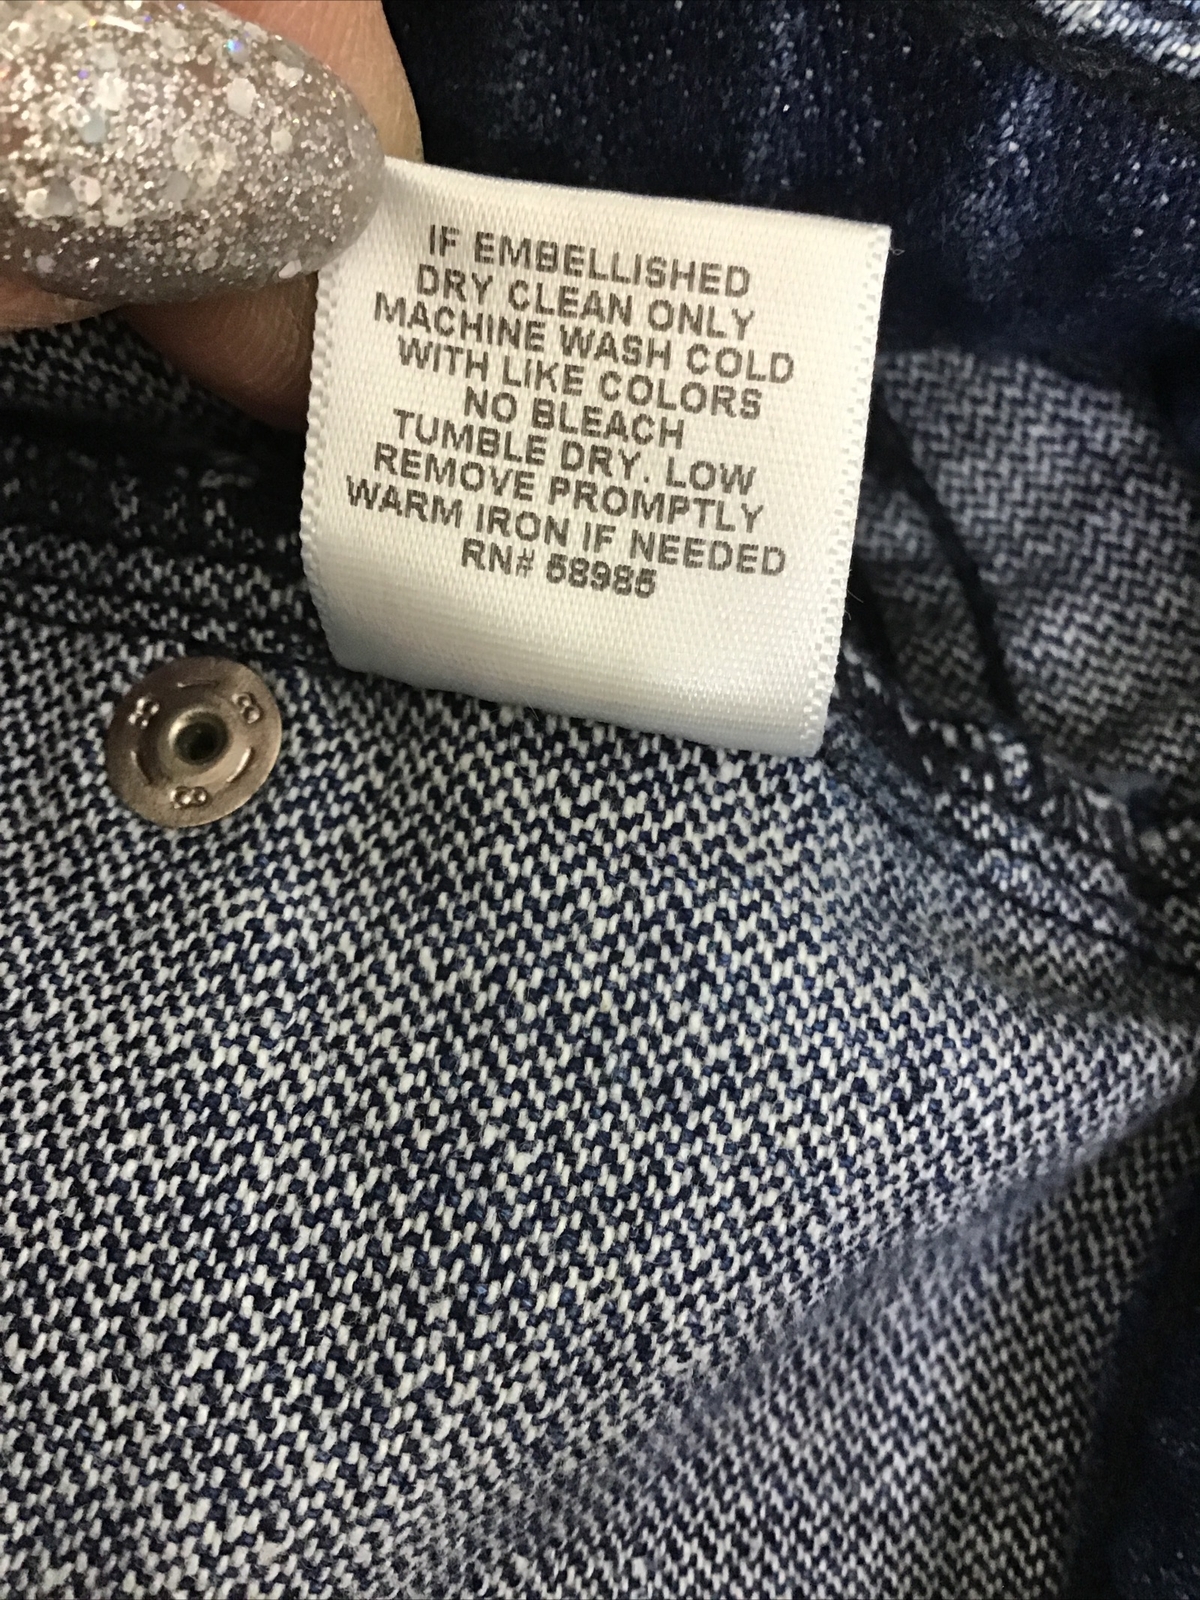 IF EMBELLISHED
DRY CLEAN ONLY
MACHINE WASH COLD
WITH LIKE COLORS
NO BLEACH
TUMBLE DRY. LOW
REMOVE PROMPTLY
WARM IRON IF NEEDED
RN# 58985